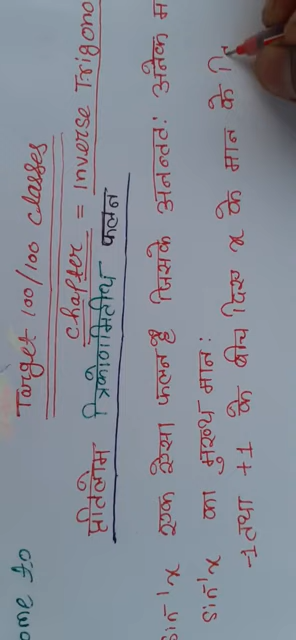 ome to
Target 100/100 classes
Chapter = Inverse Trigono
प्रतिलोम त्रिकोणमितीय फलन
sin⁻¹x एक ऐसा फलन है जिसके अनन्तः अनेक म
sin⁻¹x का मुख्य मान:
-1 तथा +1 के बीच दिए x के मान के लि